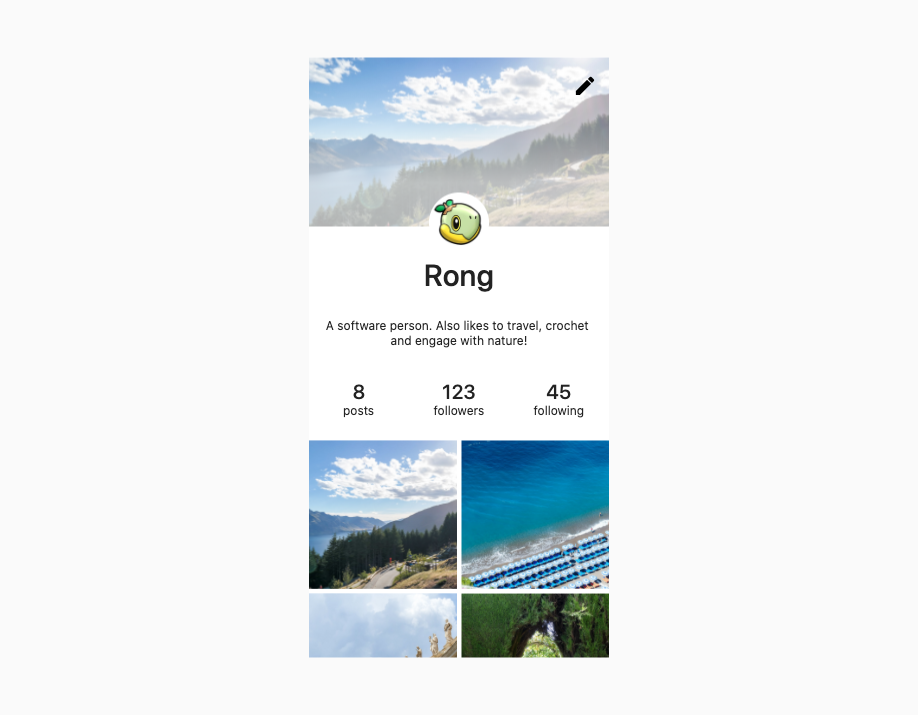 Rong
A software person. Also likes to travel, crochet
and engage with nature!
8 123 45
posts followers following